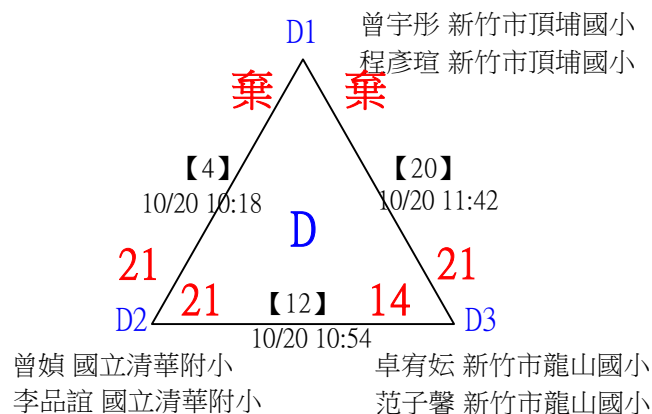 D1
曾宇彤 新竹市頂埔國小
程彥瑄 新竹市頂埔國小
棄 棄
【4】 【20】
10/20 10:18 10/20 11:42
D
21 21
21 【12】 14
D2 D3
10/20 10:54
曾媜 國立清華附小 卓宥妘 新竹市龍山國小
李品誼 國立清華附小 范子馨 新竹市龍山國小